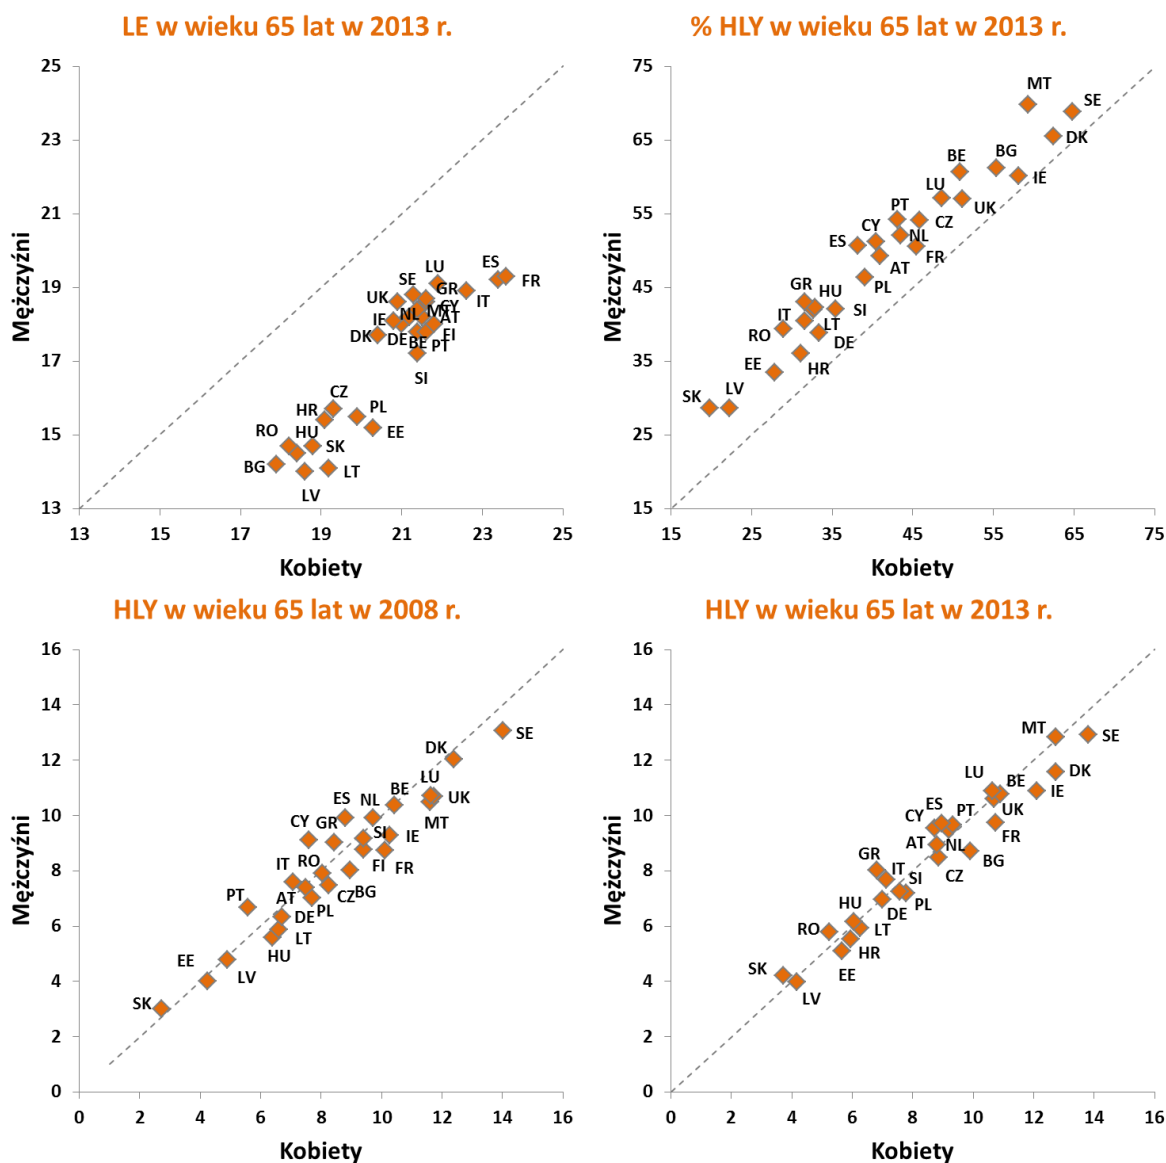 LE w wieku 65 lat w 2013 r.
25
23
21
19
17
15
13
Mężczyźni
ES
FR
LU
SE
GR
IT
UK
CY
NL
MT
AT
IE
DK
DE
BE
FI
PT
SI
CZ
PL
HR
EE
RO
HU
SK
BG
LT
LV
13
15
17
19
21
23
25
Kobiety
% HLY w wieku 65 lat w 2013 r.
75
65
55
45
35
25
15
Mężczyźni
MT
SE
DK
BE
BG
IE
LU
UK
PT
CZ
ES
CY
NL
FR
AT
PL
GR
HU
SI
IT
LT
RO
DE
EE
HR
SK
LV
15
25
35
45
55
65
75
Kobiety
HLY w wieku 65 lat w 2008 r.
16
14
12
10
8
6
4
2
0
Mężczyźni
SE
DK
LU
BE
UK
ES
NL
MT
CY
GR
SI
IE
IT
RO
FI
FR
PT
AT
CZ
BG
DE
PL
LT
HU
EE
LV
SK
0
2
4
6
8
10
12
14
16
Kobiety
HLY w wieku 65 lat w 2013 r.
16
14
12
10
8
6
4
2
0
Mężczyźni
MT
SE
LU
BE
DK
IE
CY
ES
PT
UK
FR
AT
NL
BG
GR
IT
SI
CZ
HU
PL
DE
RO
LT
HR
EE
SK
LV
0
2
4
6
8
10
12
14
16
Kobiety